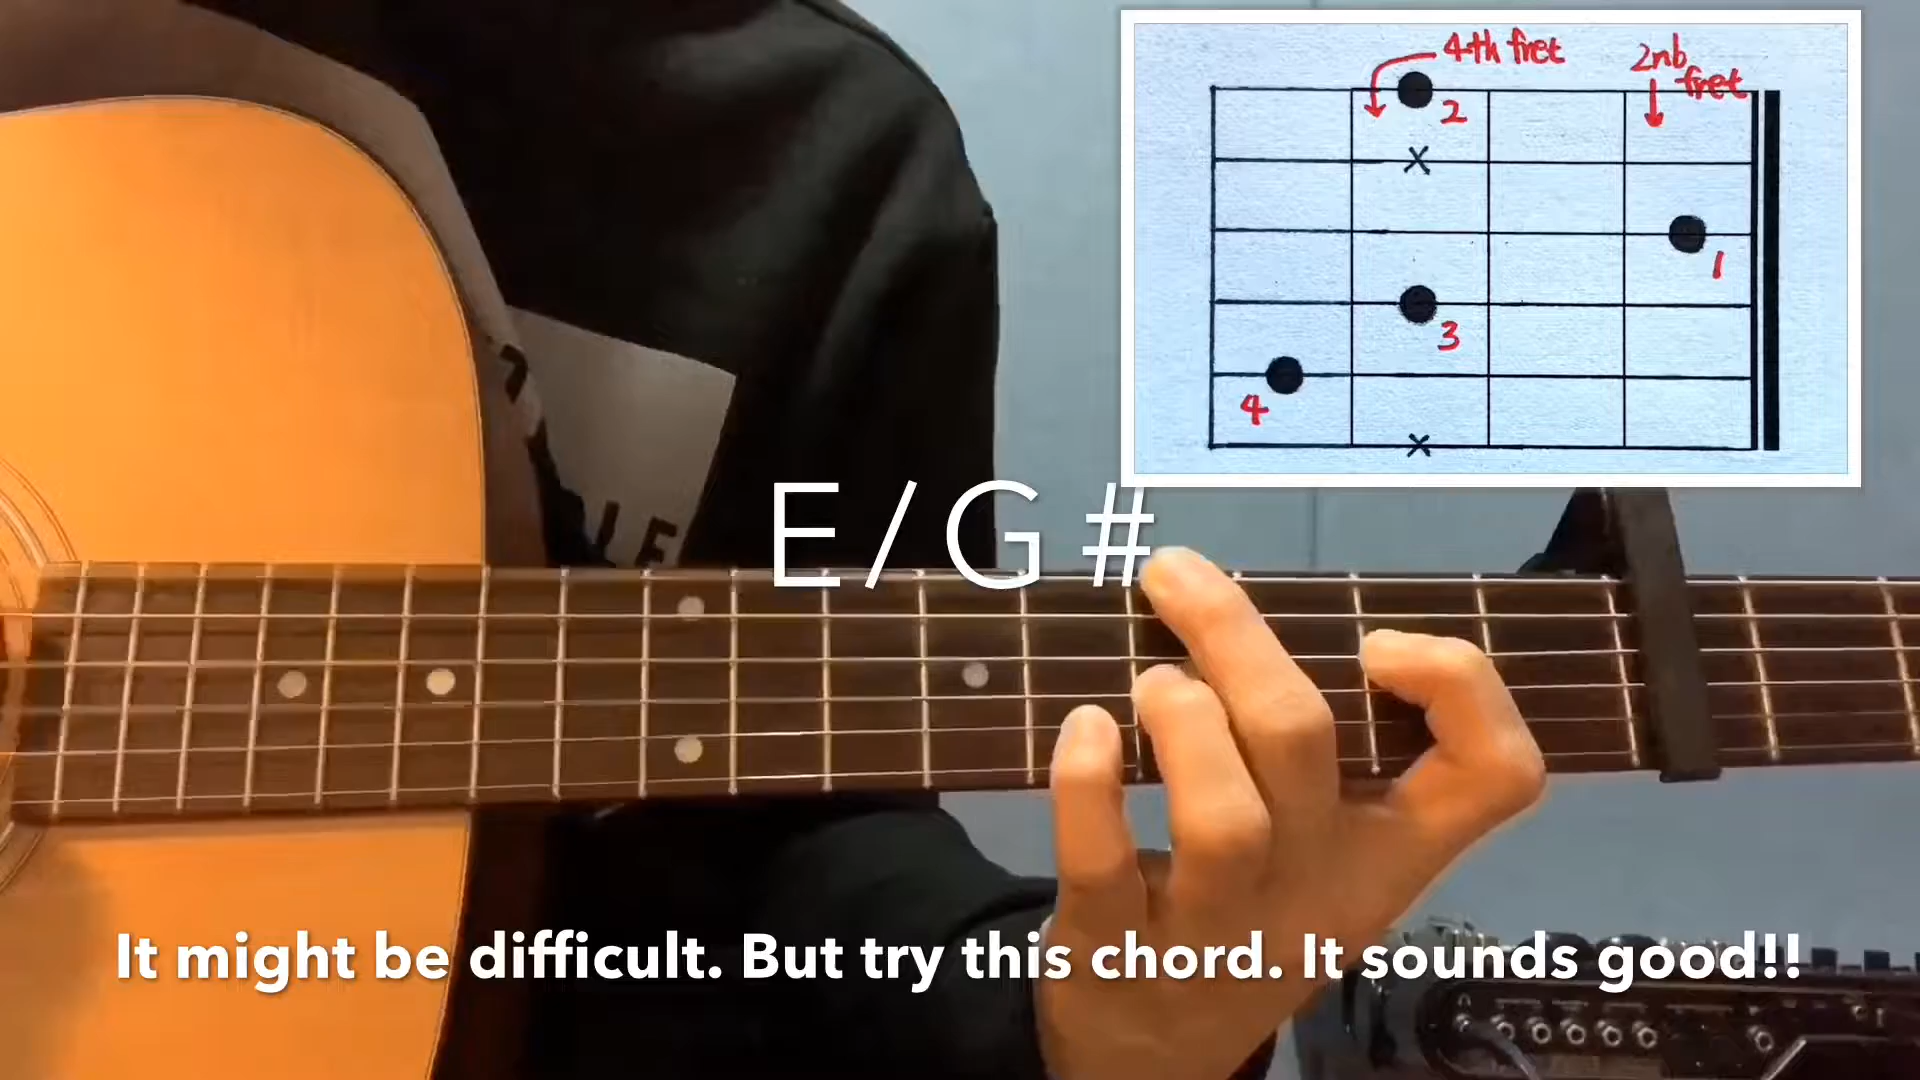 4th fret
2nb
fret
2
×
1
3
4
×
E/G#
It might be difficult. But try this chord. It sounds good!!